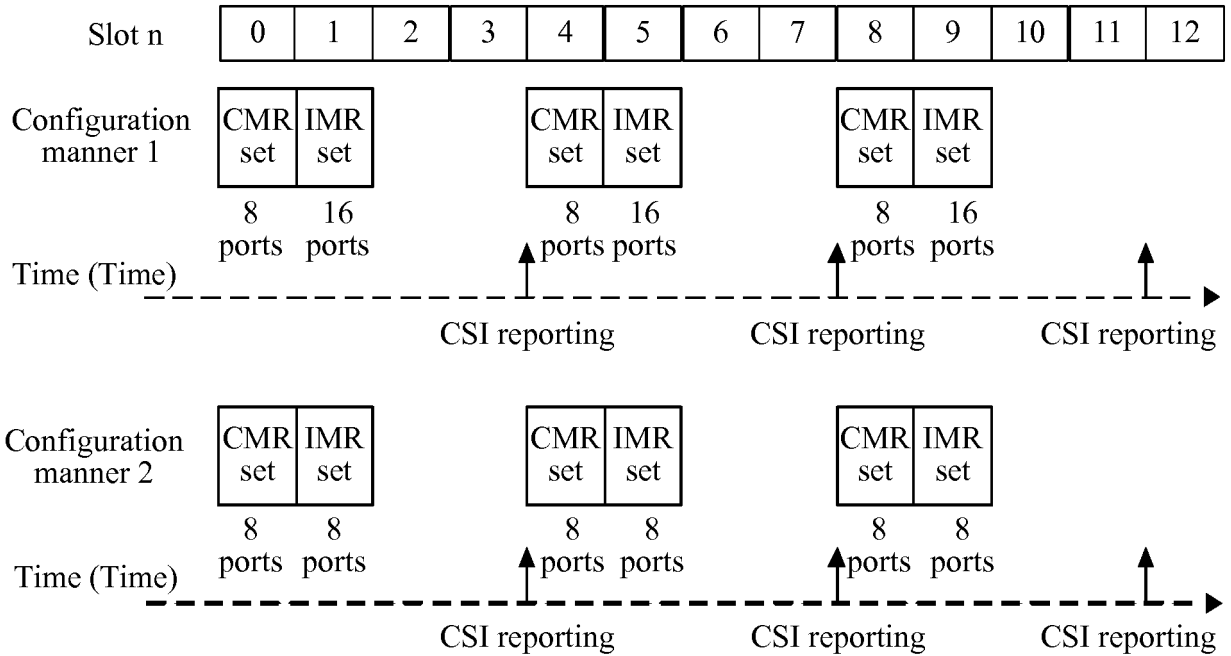 Slot n 0 1 2 3 4 5 6 7 8 9 10 11 12
Configuration
manner 1
CMR IMR CMR IMR CMR IMR
set set set set set set
8 16 8 16 8 16
ports ports ports ports ports ports
Time (Time)
CSI reporting CSI reporting CSI reporting
Configuration
manner 2
CMR IMR CMR IMR CMR IMR
set set set set set set
8 8 8 8 8 8
ports ports ports ports ports ports
Time (Time)
CSI reporting CSI reporting CSI reporting